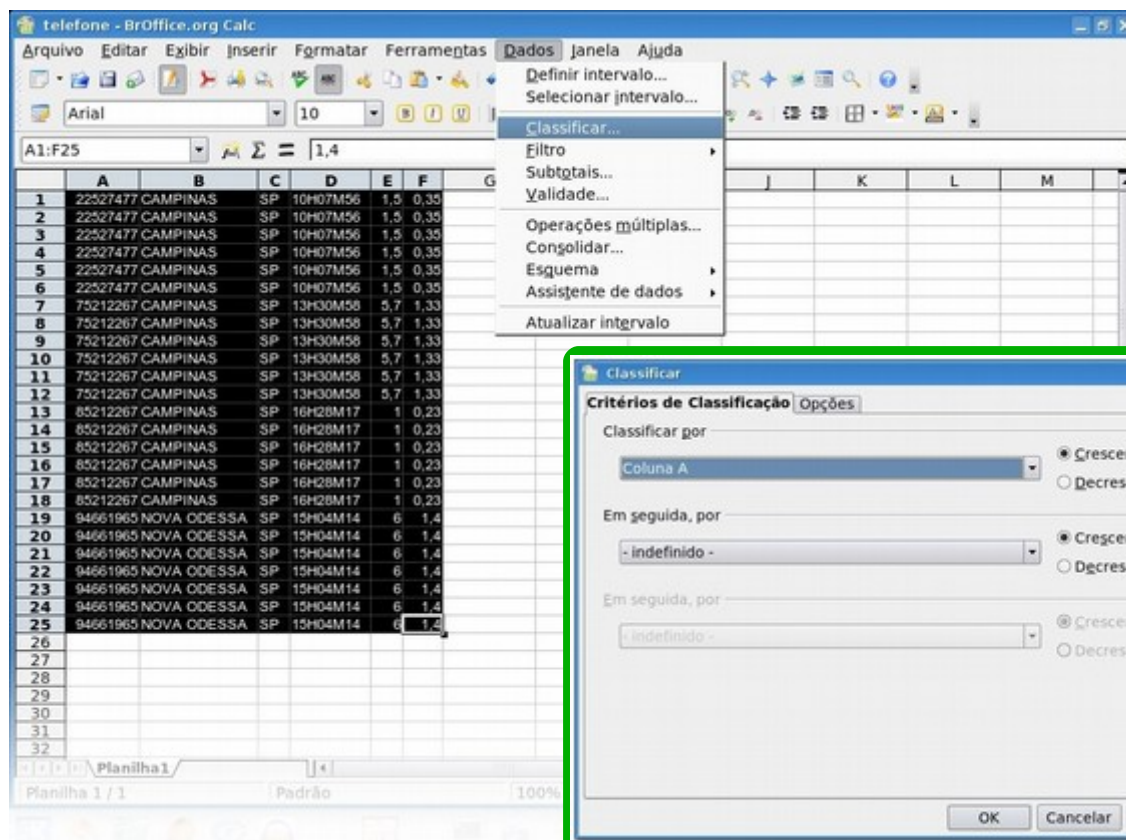 telefone - BrOffice.org Calc
Arquivo Editar Exibir Inserir Formatar Ferramentas Dados Janela Ajuda
Definir intervalo...
Selecionar intervalo...
Classificar...
Filtro
Subtotais...
Validade...
Operações múltiplas...
Consolidar...
Esquema
Assistente de dados
Atualizar intervalo
Arial 10
A1:F25 Σ = 1,4
A B C D E F G J K L M
1 22527477 CAMPINAS SP 10H07M56 1,5 0,35
2 22527477 CAMPINAS SP 10H07M56 1,5 0,35
3 22527477 CAMPINAS SP 10H07M56 1,5 0,35
4 22527477 CAMPINAS SP 10H07M56 1,5 0,35
5 22527477 CAMPINAS SP 10H07M56 1,5 0,35
6 22527477 CAMPINAS SP 10H07M56 1,5 0,35
7 75212267 CAMPINAS SP 13H30M58 5,7 1,33
8 75212267 CAMPINAS SP 13H30M58 5,7 1,33
9 75212267 CAMPINAS SP 13H30M58 5,7 1,33
10 75212267 CAMPINAS SP 13H30M58 5,7 1,33
11 75212267 CAMPINAS SP 13H30M58 5,7 1,33
12 75212267 CAMPINAS SP 13H30M58 5,7 1,33
13 85212267 CAMPINAS SP 16H28M17 1 0,23
14 85212267 CAMPINAS SP 16H28M17 1 0,23
15 85212267 CAMPINAS SP 16H28M17 1 0,23
16 85212267 CAMPINAS SP 16H28M17 1 0,23
17 85212267 CAMPINAS SP 16H28M17 1 0,23
18 85212267 CAMPINAS SP 16H28M17 1 0,23
19 94661965 NOVA ODESSA SP 15H04M14 6 1,4
20 94661965 NOVA ODESSA SP 15H04M14 6 1,4
21 94661965 NOVA ODESSA SP 15H04M14 6 1,4
22 94661965 NOVA ODESSA SP 15H04M14 6 1,4
23 94661965 NOVA ODESSA SP 15H04M14 6 1,4
24 94661965 NOVA ODESSA SP 15H04M14 6 1,4
25 94661965 NOVA ODESSA SP 15H04M14 6 1,4
26
27
28
29
30
31
32
Planilha1
Planilha 1 / 1 Padrão 100%
Classificar
Critérios de Classificação Opções
Classificar por
Coluna A
Cresce
Decres
Em seguida, por
- indefinido -
Cresce
Decres
Em seguida, por
- indefinido -
Cresce
Decres
OK Cancelar